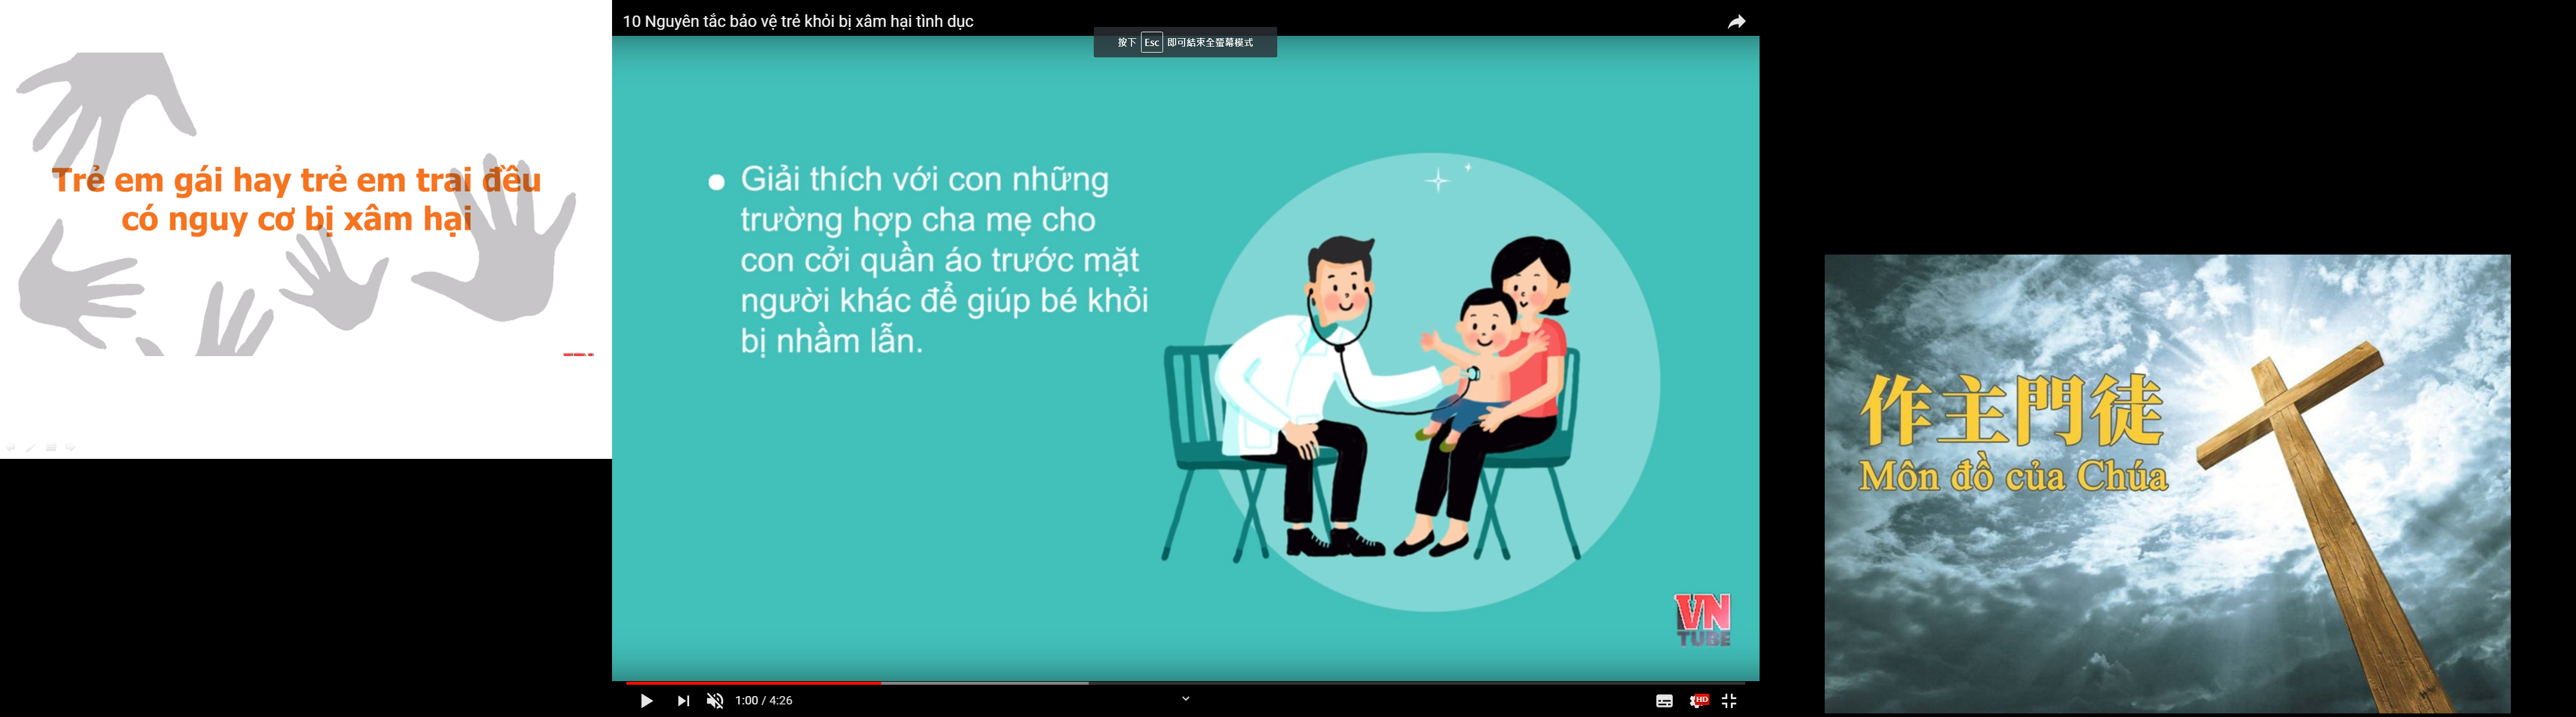 Trẻ em gái hay trẻ em trai đều
có nguy cơ bị xâm hại
10 Nguyên tắc bảo vệ trẻ khỏi bị xâm hại tình dục
按下 Esc 即可結束全螢幕模式
Giải thích với con những
trường hợp cha mẹ cho
con cởi quần áo trước mặt
người khác để giúp bé khỏi
bị nhầm lẫn.
VN
TUBE
1:00 / 4:26
HD
作主門徒
Môn đồ của Chúa